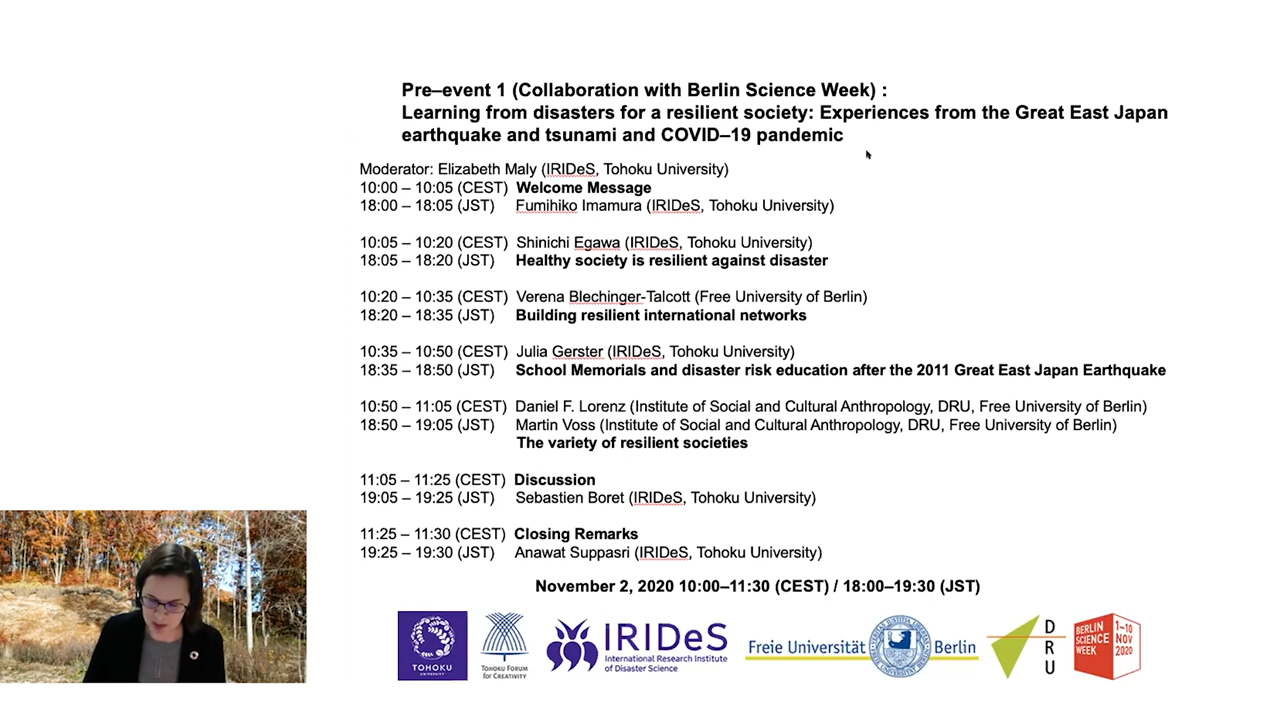 Pre–event 1 (Collaboration with Berlin Science Week) :
Learning from disasters for a resilient society: Experiences from the Great East Japan
earthquake and tsunami and COVID–19 pandemic
Moderator: Elizabeth Maly (IRIDeS, Tohoku University)
10:00 – 10:05 (CEST) Welcome Message
18:00 – 18:05 (JST) Fumihiko Imamura (IRIDeS, Tohoku University)
10:05 – 10:20 (CEST) Shinichi Egawa (IRIDeS, Tohoku University)
18:05 – 18:20 (JST) Healthy society is resilient against disaster
10:20 – 10:35 (CEST) Verena Blechinger-Talcott (Free University of Berlin)
18:20 – 18:35 (JST) Building resilient international networks
10:35 – 10:50 (CEST) Julia Gerster (IRIDeS, Tohoku University)
18:35 – 18:50 (JST) School Memorials and disaster risk education after the 2011 Great East Japan Earthquake
10:50 – 11:05 (CEST) Daniel F. Lorenz (Institute of Social and Cultural Anthropology, DRU, Free University of Berlin)
18:50 – 19:05 (JST) Martin Voss (Institute of Social and Cultural Anthropology, DRU, Free University of Berlin)
The variety of resilient societies
11:05 – 11:25 (CEST) Discussion
19:05 – 19:25 (JST) Sebastien Boret (IRIDeS, Tohoku University)
11:25 – 11:30 (CEST) Closing Remarks
19:25 – 19:30 (JST) Anawat Suppasri (IRIDeS, Tohoku University)
November 2, 2020 10:00–11:30 (CEST) / 18:00–19:30 (JST)
TOHOKU
UNIVERSITY
TOHOKU FORUM
for CREATIVITY
IRIDeS
International Research Institute
of Disaster Science
Freie Universität Berlin
D
R
U
BERLIN
SCIENCE
WEEK
1–10
NOV
2020